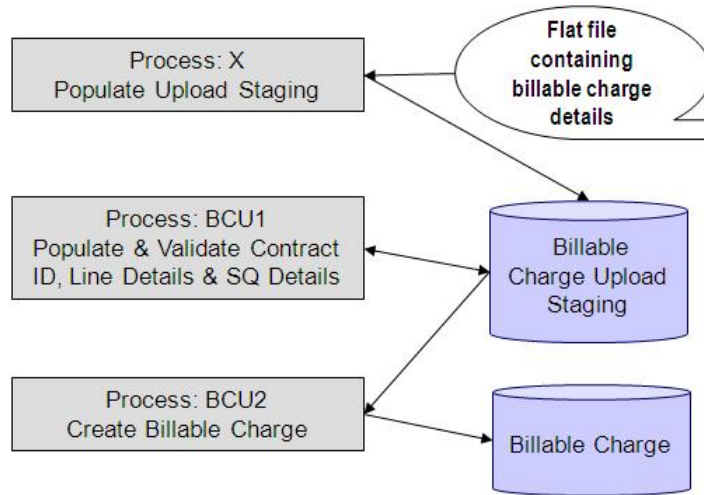 Process: X
Populate Upload Staging
Flat file
containing
billable charge
details
Process: BCU1
Populate & Validate Contract
ID, Line Details & SQ Details
Billable
Charge Upload
Staging
Process: BCU2
Create Billable Charge
Billable Charge